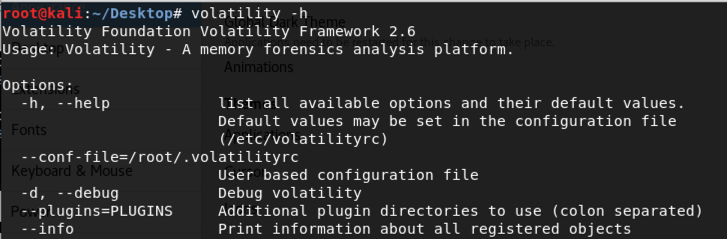 root@kali:~/Desktop# volatility -h
Volatility Foundation Volatility Framework 2.6
Usage: Volatility - A memory forensics analysis platform.
Animations
Options:
-h, --help list all available options and their default values.
Default values may be set in the configuration file
Fonts
(/etc/volatilityrc)
--conf-file=/root/.volatilityrc
Keyboard & Mouse
User based configuration file
-d, --debug Debug volatility
--plugins=PLUGINS Additional plugin directories to use (colon separated)
--info Print information about all registered objects